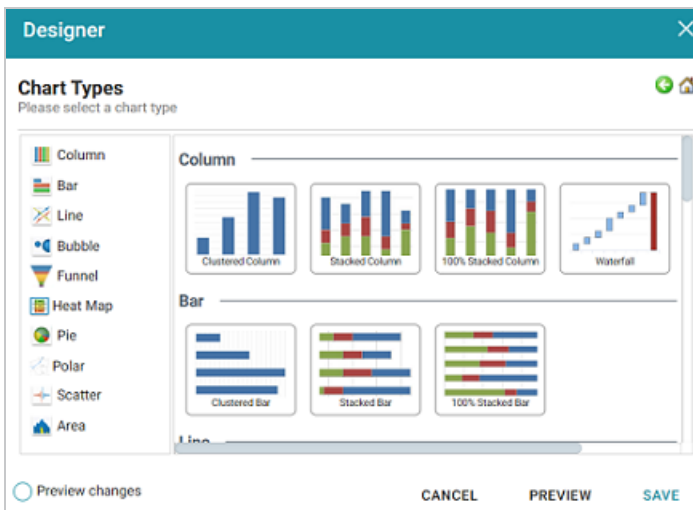 Designer
Chart Types
Please select a chart type
Column
Bar
Line
Bubble
Funnel
Heat Map
Pie
Polar
Scatter
Area
Column
Clustered Column
Stacked Column
100% Stacked Column
Waterfall
Bar
Clustered Bar
Stacked Bar
100% Stacked Bar
Line
Preview changes
CANCEL
PREVIEW
SAVE